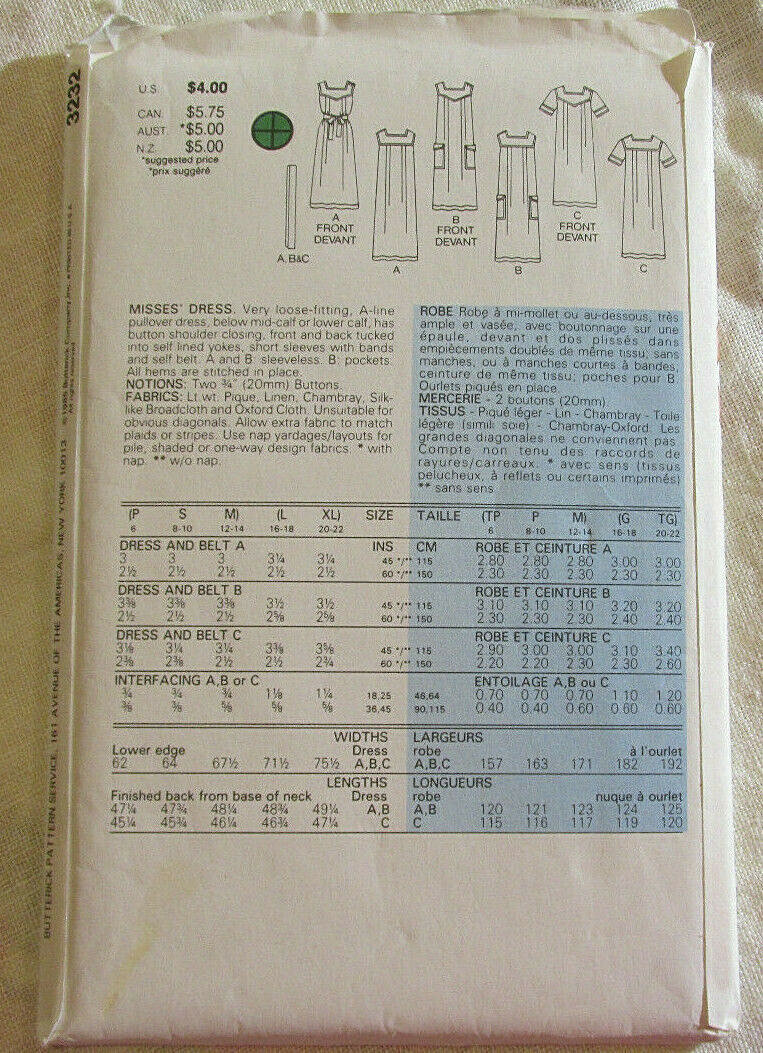 3232
U.S. $4.00
CAN. $5.75
AUST. *$5.00
N.Z. $5.00
*suggested price
*prix suggéré
A,B&C
A
FRONT
DEVANT
A
B
FRONT
DEVANT
B
C
FRONT
DEVANT
C
© 1985 Butterick Company, Inc. • PRINTED IN U.S.A.
All rights reserved
BUTTERICK PATTERN SERVICE, 161 AVENUE OF THE AMERICAS, NEW YORK 10013
MISSES' DRESS. Very loose-fitting, A-line
pullover dress, below mid-calf or lower calf, has
button shoulder closing, front and back tucked
into self lined yokes, short sleeves with bands
and self belt. A and B: sleeveless. B: pockets.
All hems are stitched in place.
NOTIONS: Two ¾" (20mm) Buttons.
FABRICS: Lt. wt. Pique, Linen, Chambray, Silk-
like Broadcloth and Oxford Cloth. Unsuitable for
obvious diagonals. Allow extra fabric to match
plaids or stripes. Use nap yardages/layouts for
pile, shaded or one-way design fabrics. * with
nap. ** w/o nap.
ROBE Robe à mi-mollet ou au-dessous, très
ample et vasée, avec boutonnage sur une
épaule, devant et dos plissés dans
empiècements doublés de même tissu; sans
manches, ou à manches courtes à bandes;
ceinture de même tissu; poches pour B.
Ourlets piqués en place.
MERCERIE - 2 boutons (20mm).
TISSUS - Piqué léger - Lin - Chambray - Toile
légère (simili soie) - Chambray-Oxford. Les
grandes diagonales ne conviennent pas.
Compte non tenu des raccords de
rayures/carreaux. * avec sens (tissus
pelucheux, à reflets ou certains imprimés)
** sans sens
(P S M) (L XL) SIZE TAILLE (TP P M) (G TG)
6 8-10 12-14 16-18 20-22 6 8-10 12-14 16-18 20-22
DRESS AND BELT A INS CM ROBE ET CEINTURE A
3 3 3 3¼ 3¼ 45 */** 115 2.80 2.80 2.80 3.00 3.00
2½ 2½ 2½ 2½ 2½ 60 */** 150 2.30 2.30 2.30 2.30 2.30
DRESS AND BELT B ROBE ET CEINTURE B
3⅜ 3⅜ 3⅜ 3½ 3½ 45 */** 115 3.10 3.10 3.10 3.20 3.20
2½ 2½ 2½ 2⅝ 2⅝ 60 */** 150 2.30 2.30 2.30 2.40 2.40
DRESS AND BELT C ROBE ET CEINTURE C
3⅛ 3¼ 3¼ 3⅜ 3⅝ 45 */** 115 2.90 3.00 3.00 3.10 3.40
2⅜ 2⅜ 2½ 2½ 2¾ 60 */** 150 2.20 2.20 2.30 2.30 2.60
INTERFACING A,B or C ENTOILAGE A,B ou C
¾ ¾ ¾ 1⅛ 1¼ 18,25 46,64 0.70 0.70 0.70 1.10 1.20
⅜ ⅜ ⅝ ⅝ ⅝ 36,45 90,115 0.40 0.40 0.60 0.60 0.60
WIDTHS LARGEURS
Lower edge Dress robe à l'ourlet
62 64 67½ 71½ 75½ A,B,C A,B,C 157 163 171 182 192
LENGTHS LONGUEURS
Finished back from base of neck Dress robe nuque à ourlet
47¼ 47¾ 48¼ 48¾ 49¼ A,B A,B 120 121 123 124 125
45¼ 45¾ 46¼ 46¾ 47¼ C C 115 116 117 119 120